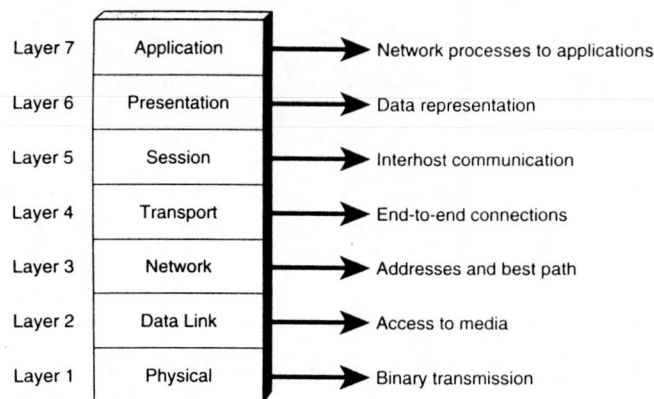 Layer 7 Application Network processes to applications
Layer 6 Presentation Data representation
Layer 5 Session Interhost communication
Layer 4 Transport End-to-end connections
Layer 3 Network Addresses and best path
Layer 2 Data Link Access to media
Layer 1 Physical Binary transmission